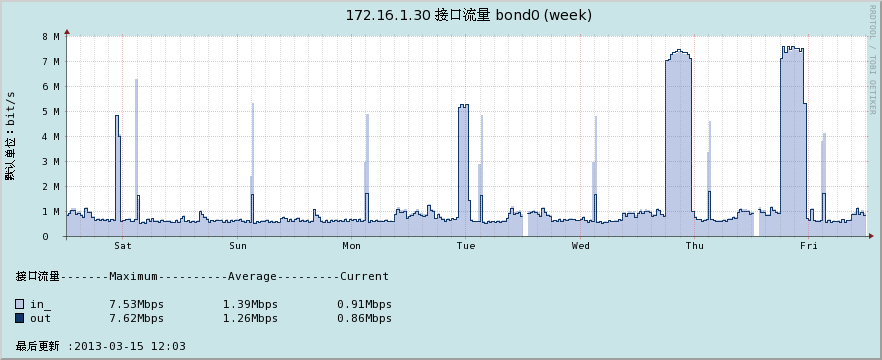 172.16.1.30 接口流量 bond0 (week)
RRDTOOL / TOBI OETIKER
默认单位：bit/s
8 M
7 M
6 M
5 M
4 M
3 M
2 M
1 M
0
Sat Sun Mon Tue Wed Thu Fri
接口流量-------Maximum----------Average---------Current
in_ 7.53Mbps 1.39Mbps 0.91Mbps
out 7.62Mbps 1.26Mbps 0.86Mbps
最后更新 :2013-03-15 12:03